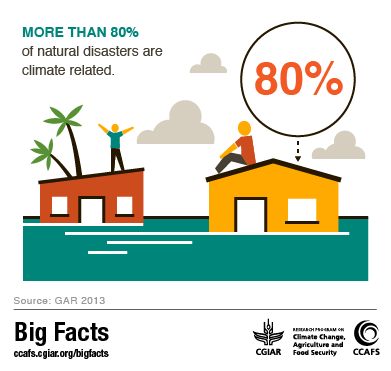 MORE THAN 80%
of natural disasters are
climate related.
80%
Source: GAR 2013
Big Facts
ccafs.cgiar.org/bigfacts
CGIAR
RESEARCH PROGRAM ON
Climate Change,
Agriculture and
Food Security
CCAFS